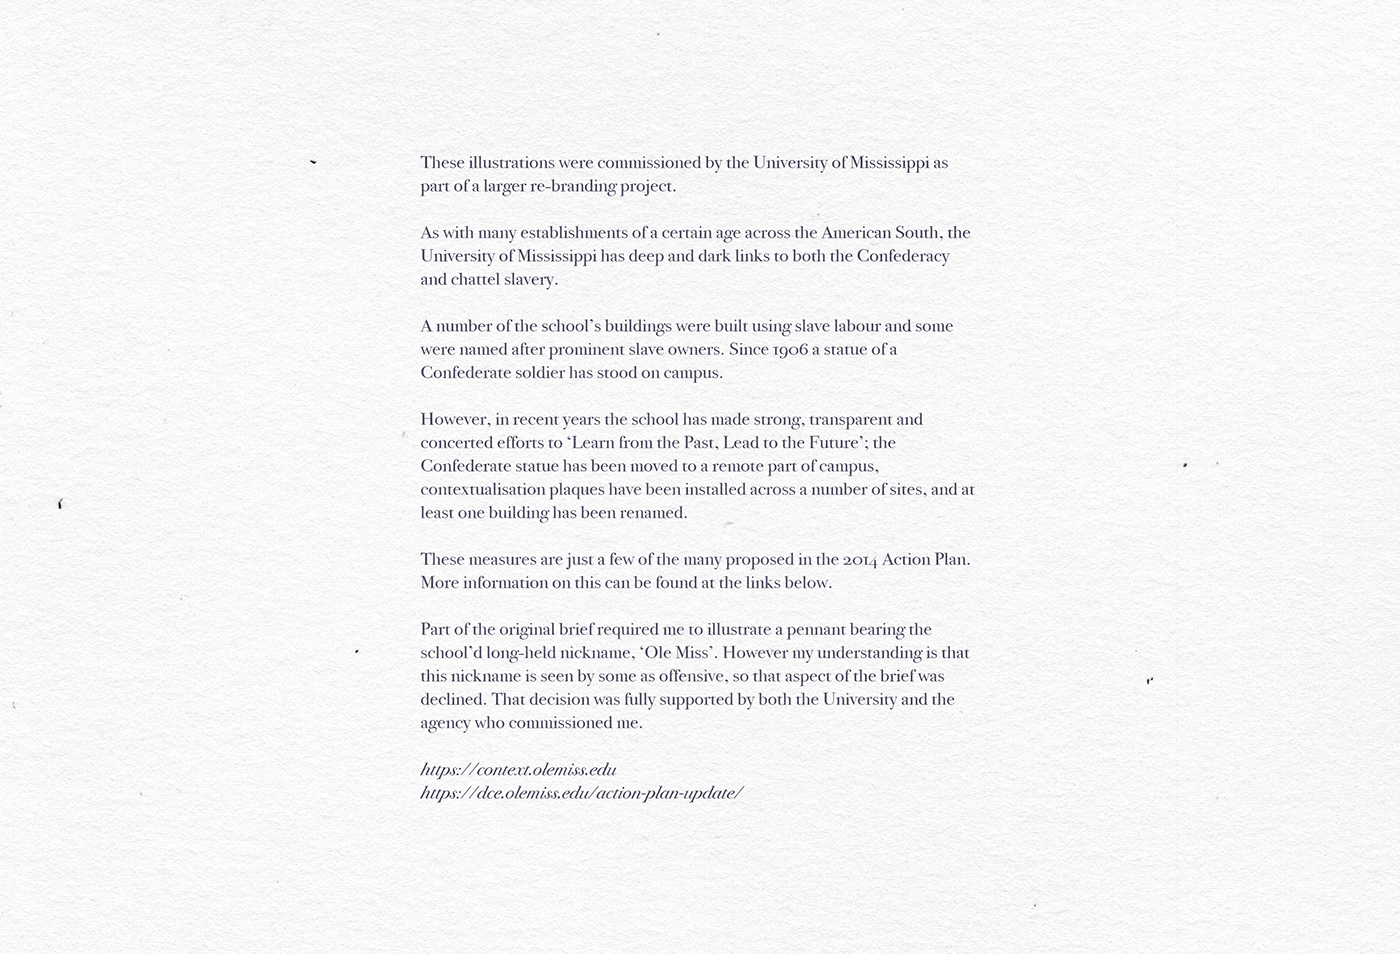 These illustrations were commissioned by the University of Mississippi as
part of a larger re-branding project.
As with many establishments of a certain age across the American South, the
University of Mississippi has deep and dark links to both the Confederacy
and chattel slavery.
A number of the school’s buildings were built using slave labour and some
were named after prominent slave owners. Since 1906 a statue of a
Confederate soldier has stood on campus.
However, in recent years the school has made strong, transparent and
concerted efforts to ‘Learn from the Past, Lead to the Future’; the
Confederate statue has been moved to a remote part of campus,
contextualisation plaques have been installed across a number of sites, and at
least one building has been renamed.
These measures are just a few of the many proposed in the 2014 Action Plan.
More information on this can be found at the links below.
Part of the original brief required me to illustrate a pennant bearing the
school’d long-held nickname, ‘Ole Miss’. However my understanding is that
this nickname is seen by some as offensive, so that aspect of the brief was
declined. That decision was fully supported by both the University and the
agency who commissioned me.
https://context.olemiss.edu
https://dce.olemiss.edu/action-plan-update/